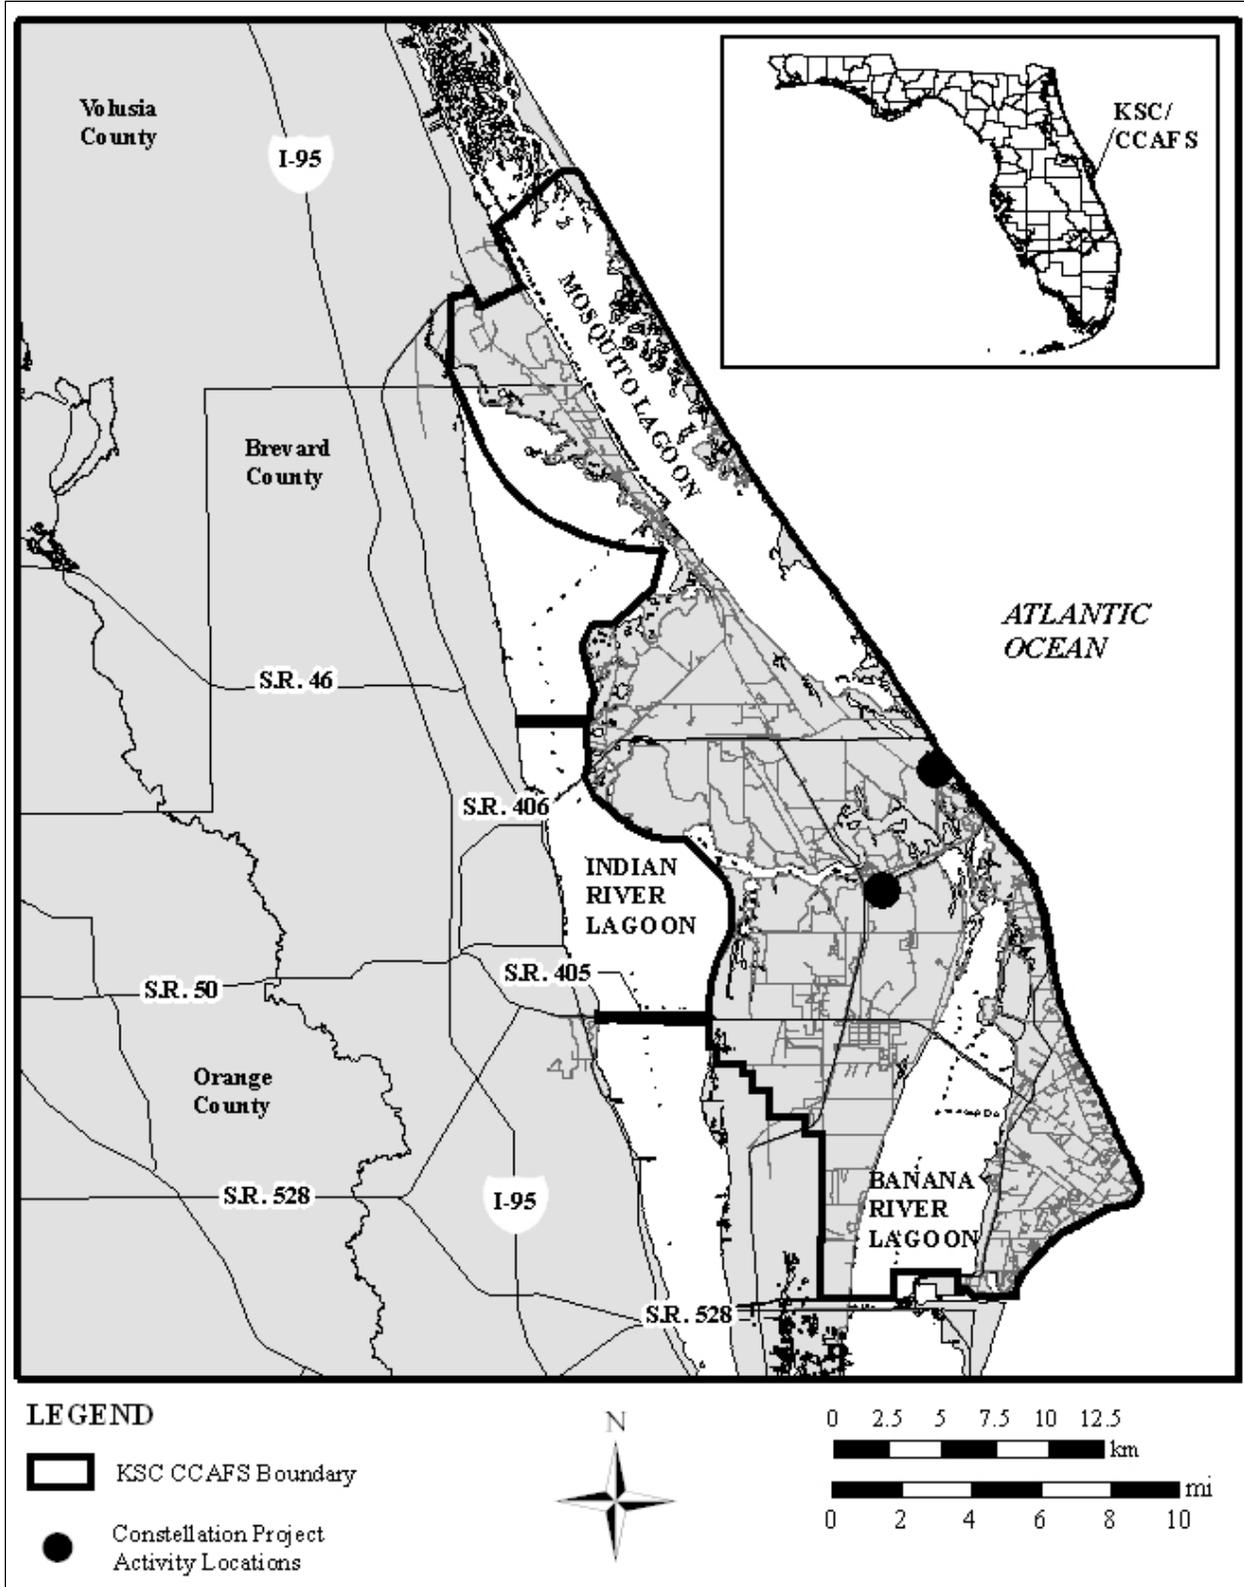 Volusia
County
I-95
KSC/
CCAFS
MOSQUITO LAGOON
Brevard
County
ATLANTIC
OCEAN
S.R. 46
S.R. 406
INDIAN
RIVER
LAGOON
S.R. 405
S.R. 50
Orange
County
S.R. 528
I-95
BANANA
RIVER
LAGOON
S.R. 528
LEGEND
KSC CCAFS Boundary
Constellation Project
Activity Locations
N
0 2.5 5 7.5 10 12.5
km
mi
0 2 4 6 8 10